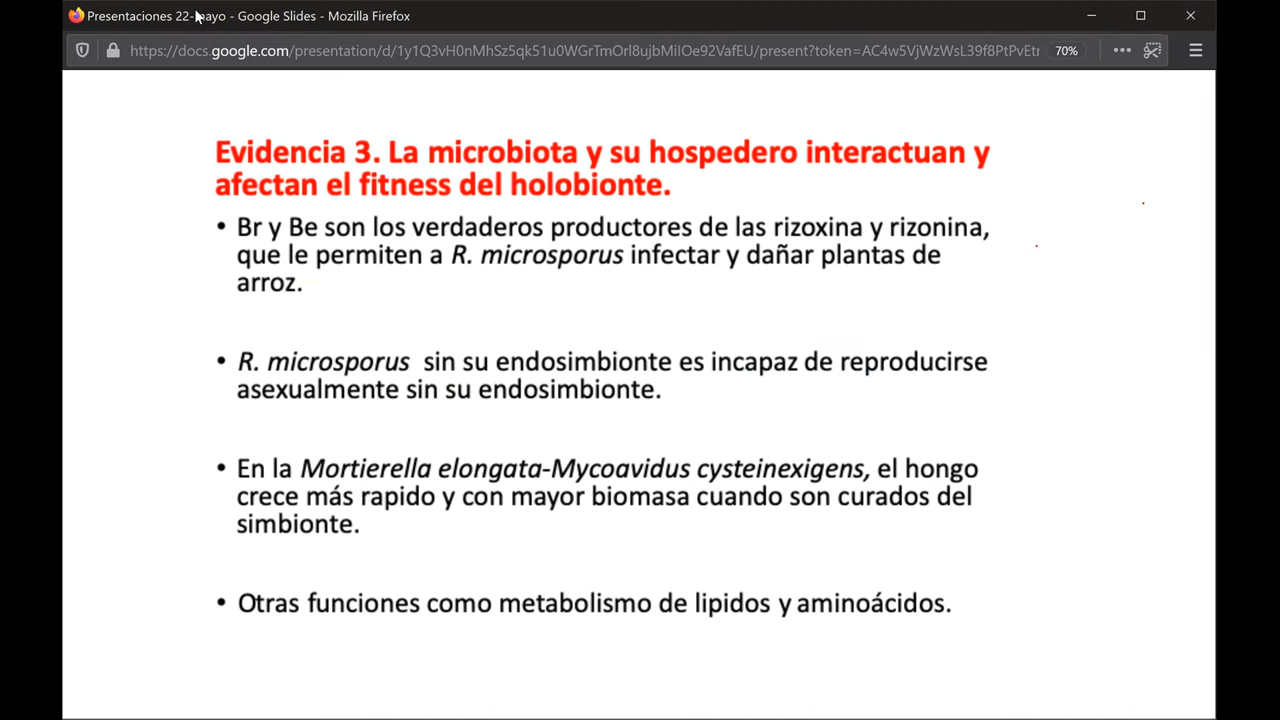 Presentaciones 22-mayo - Google Slides - Mozilla Firefox
https://docs.google.com/presentation/d/1y1Q3vH0nMhSz5qk51u0WGrTmOrl8ujbMiIOe92VafEU/present?token=AC4w5VjWzWsL39f8PtPvEtr
70%
Evidencia 3. La microbiota y su hospedero interactuan y
afectan el fitness del holobionte.
• Br y Be son los verdaderos productores de las rizoxina y rizonina,
que le permiten a R. microsporus infectar y dañar plantas de
arroz.
• R. microsporus sin su endosimbionte es incapaz de reproducirse
asexualmente sin su endosimbionte.
• En la Mortierella elongata-Mycoavidus cysteinexigens, el hongo
crece más rapido y con mayor biomasa cuando son curados del
simbionte.
• Otras funciones como metabolismo de lipidos y aminoácidos.